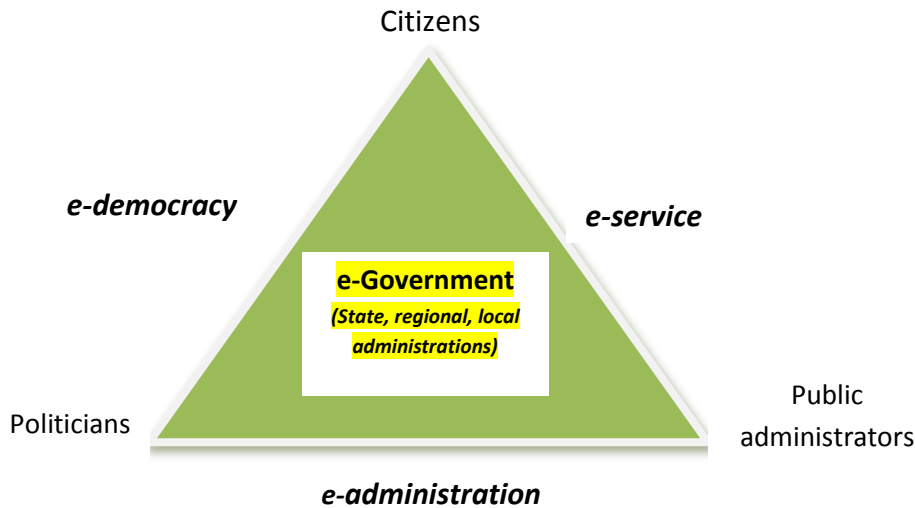 Citizens
e-democracy
e-service
e-Government
(State, regional, local
administrations)
Politicians
Public
administrators
e-administration